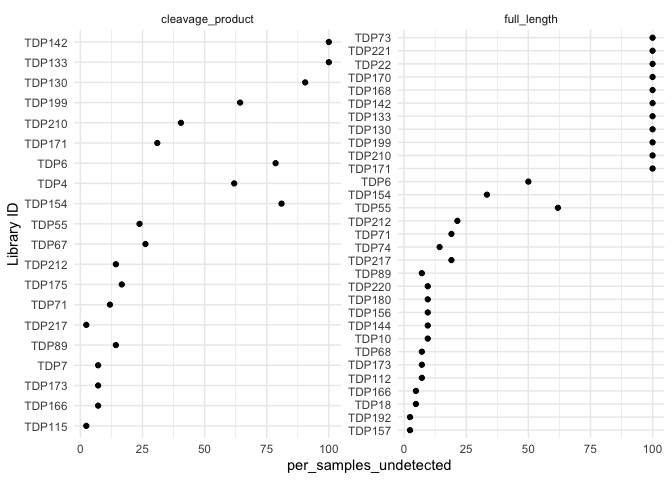 cleavage_product
full_length
Library ID
TDP142
TDP133
TDP130
TDP199
TDP210
TDP171
TDP6
TDP4
TDP154
TDP55
TDP67
TDP212
TDP175
TDP71
TDP217
TDP89
TDP7
TDP173
TDP166
TDP115
0 25 50 75 100
TDP73
TDP221
TDP22
TDP170
TDP168
TDP142
TDP133
TDP130
TDP199
TDP210
TDP171
TDP6
TDP154
TDP55
TDP212
TDP71
TDP74
TDP217
TDP89
TDP220
TDP180
TDP156
TDP144
TDP10
TDP68
TDP173
TDP112
TDP166
TDP18
TDP192
TDP157
0 25 50 75 100
per_samples_undetected